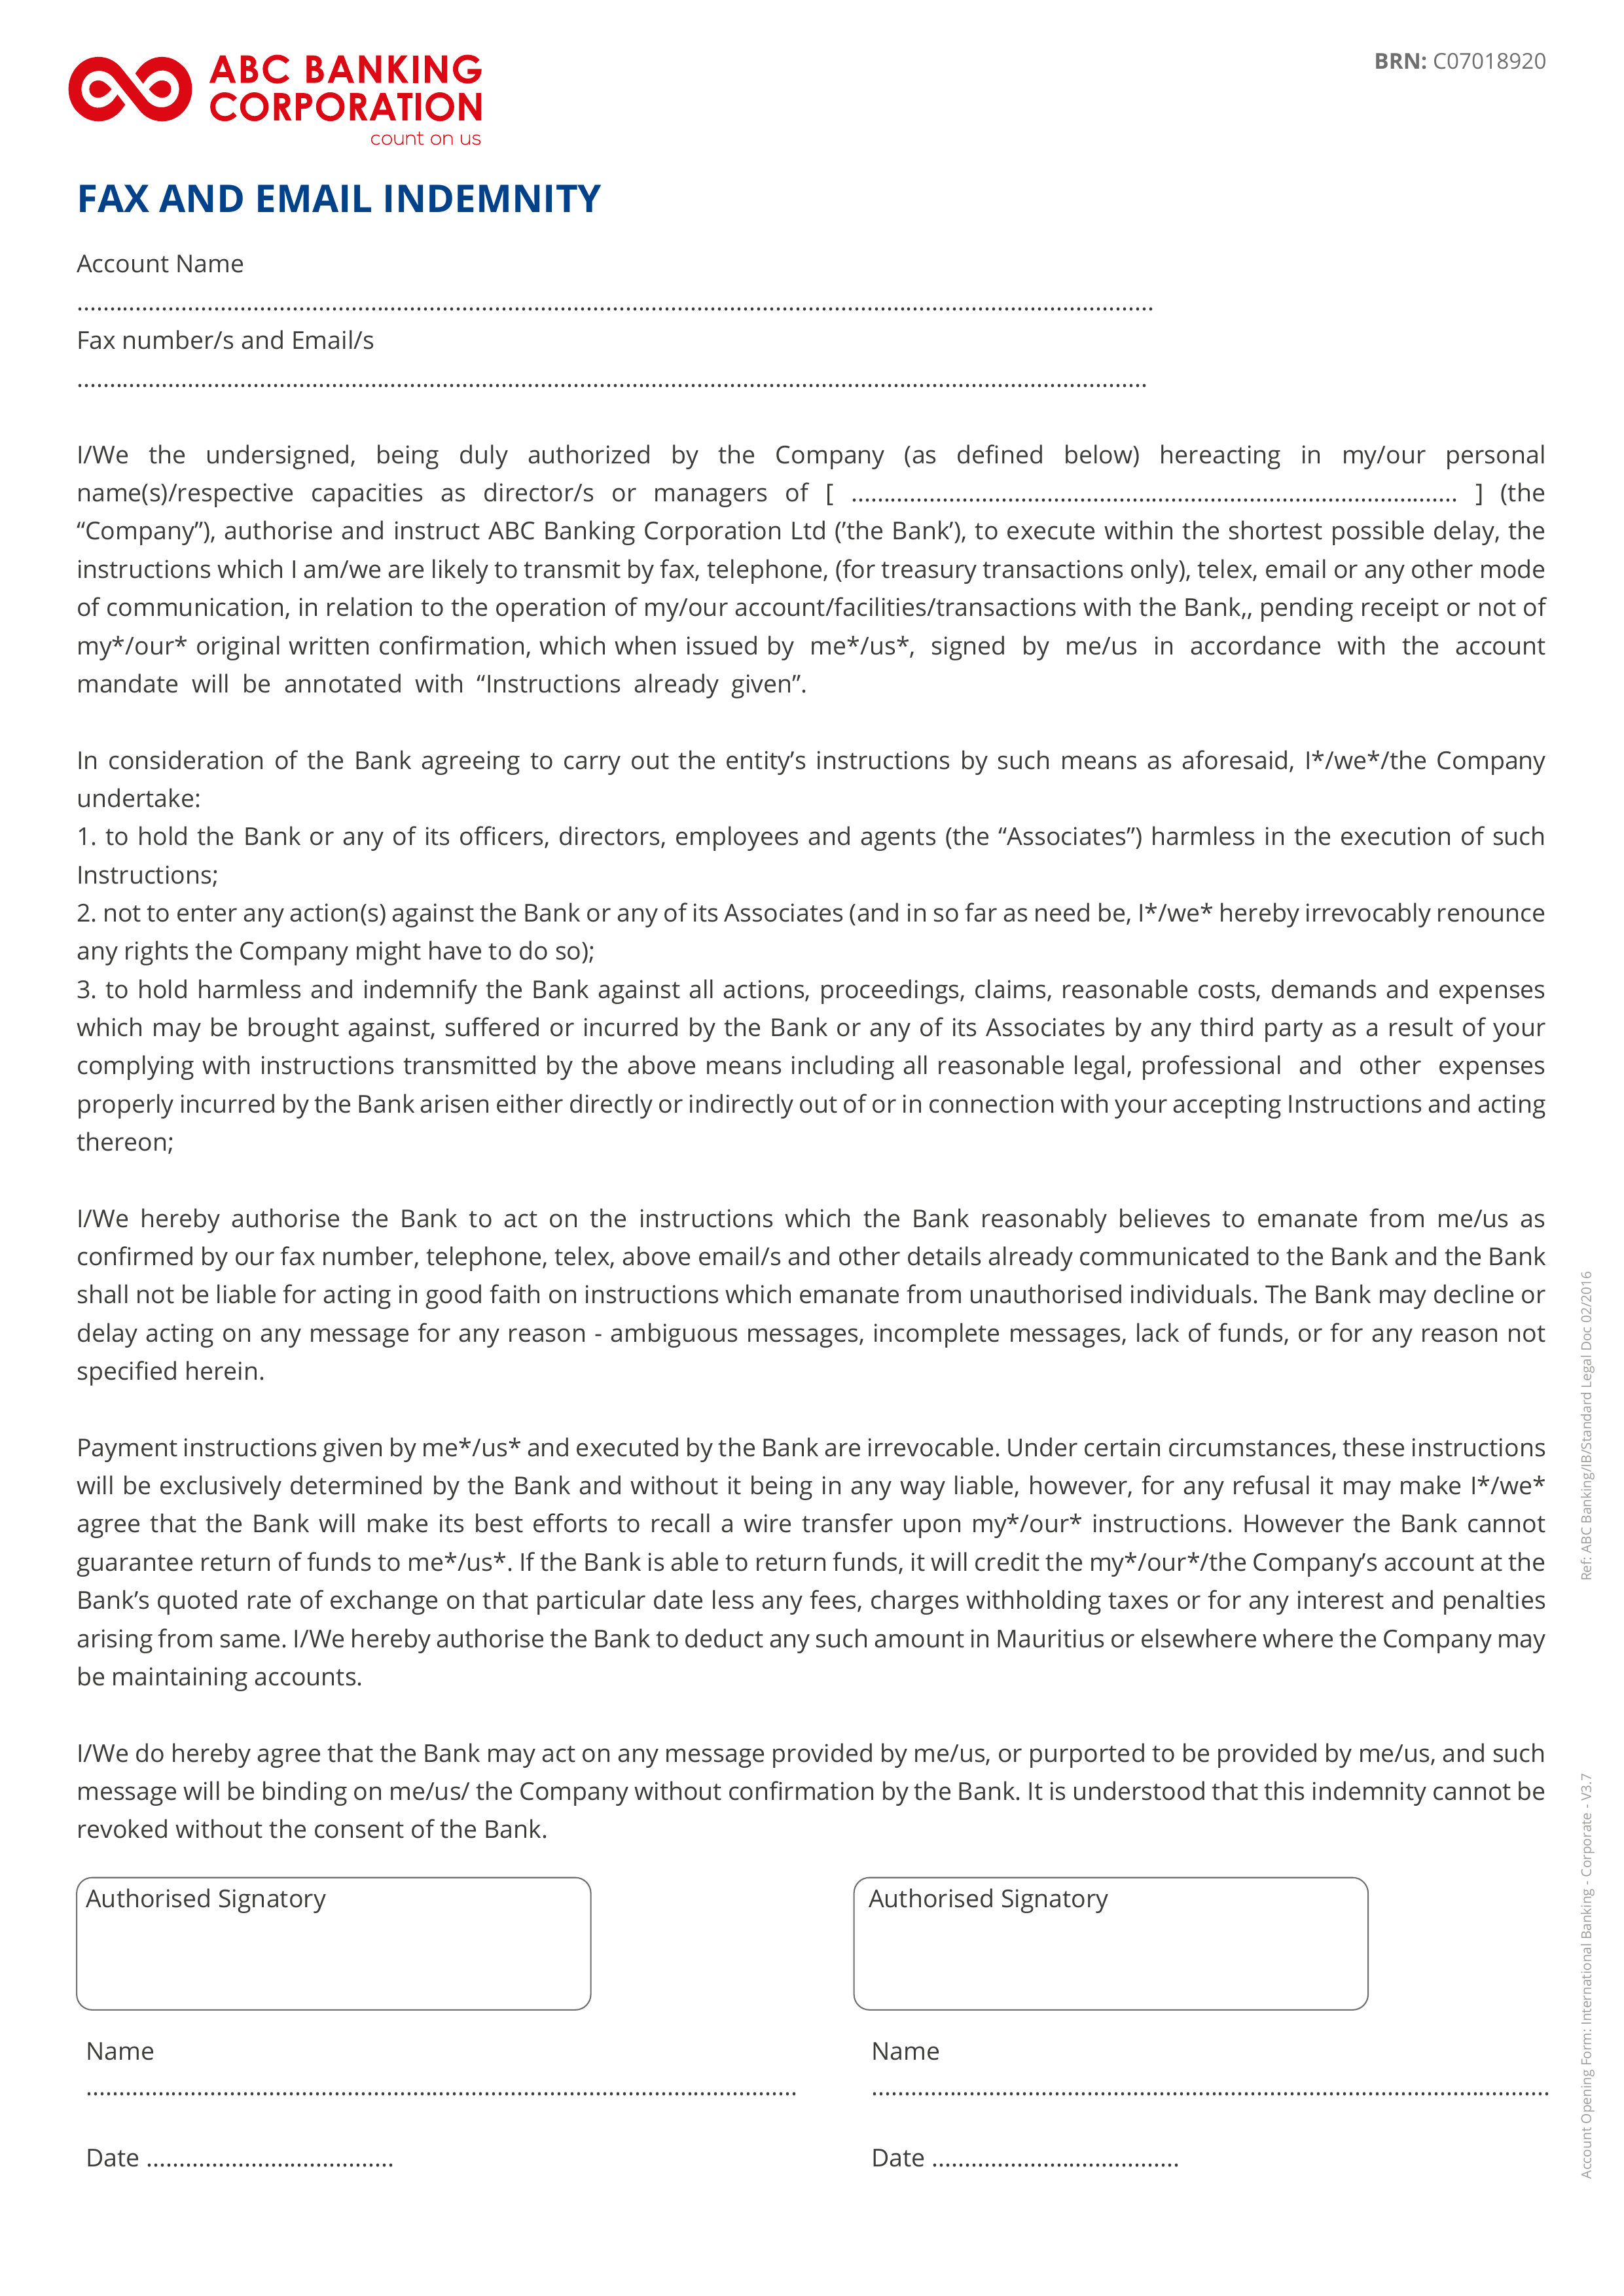 ABC BANKING
CORPORATION
count on us
BRN: C07018920
FAX AND EMAIL INDEMNITY
Account Name
....................................................................................................................................................................
Fax number/s and Email/s
...................................................................................................................................................................
I/We the undersigned, being duly authorized by the Company (as defined below) hereacting in my/our personal
name(s)/respective capacities as director/s or managers of [ ............................................................................................ ] (the
“Company”), authorise and instruct ABC Banking Corporation Ltd (’the Bank’), to execute within the shortest possible delay, the
instructions which I am/we are likely to transmit by fax, telephone, (for treasury transactions only), telex, email or any other mode
of communication, in relation to the operation of my/our account/facilities/transactions with the Bank,, pending receipt or not of
my*/our* original written confirmation, which when issued by me*/us*, signed by me/us in accordance with the account
mandate will be annotated with “Instructions already given”.
In consideration of the Bank agreeing to carry out the entity’s instructions by such means as aforesaid, I*/we*/the Company
undertake:
1. to hold the Bank or any of its officers, directors, employees and agents (the “Associates”) harmless in the execution of such
Instructions;
2. not to enter any action(s) against the Bank or any of its Associates (and in so far as need be, I*/we* hereby irrevocably renounce
any rights the Company might have to do so);
3. to hold harmless and indemnify the Bank against all actions, proceedings, claims, reasonable costs, demands and expenses
which may be brought against, suffered or incurred by the Bank or any of its Associates by any third party as a result of your
complying with instructions transmitted by the above means including all reasonable legal, professional and other expenses
properly incurred by the Bank arisen either directly or indirectly out of or in connection with your accepting Instructions and acting
thereon;
I/We hereby authorise the Bank to act on the instructions which the Bank reasonably believes to emanate from me/us as
confirmed by our fax number, telephone, telex, above email/s and other details already communicated to the Bank and the Bank
shall not be liable for acting in good faith on instructions which emanate from unauthorised individuals. The Bank may decline or
delay acting on any message for any reason - ambiguous messages, incomplete messages, lack of funds, or for any reason not
specified herein.
Payment instructions given by me*/us* and executed by the Bank are irrevocable. Under certain circumstances, these instructions
will be exclusively determined by the Bank and without it being in any way liable, however, for any refusal it may make I*/we*
agree that the Bank will make its best efforts to recall a wire transfer upon my*/our* instructions. However the Bank cannot
guarantee return of funds to me*/us*. If the Bank is able to return funds, it will credit the my*/our*/the Company’s account at the
Bank’s quoted rate of exchange on that particular date less any fees, charges withholding taxes or for any interest and penalties
arising from same. I/We hereby authorise the Bank to deduct any such amount in Mauritius or elsewhere where the Company may
be maintaining accounts.
I/We do hereby agree that the Bank may act on any message provided by me/us, or purported to be provided by me/us, and such
message will be binding on me/us/ the Company without confirmation by the Bank. It is understood that this indemnity cannot be
revoked without the consent of the Bank.
Authorised Signatory
Authorised Signatory
Name
Name
............................................................................................................
.......................................................................................................
Date ......................................
Date ......................................
Ref: ABC Banking/IB/Standard Legal Doc 02/2016
Account Opening Form: International Banking - Corporate - V3.7